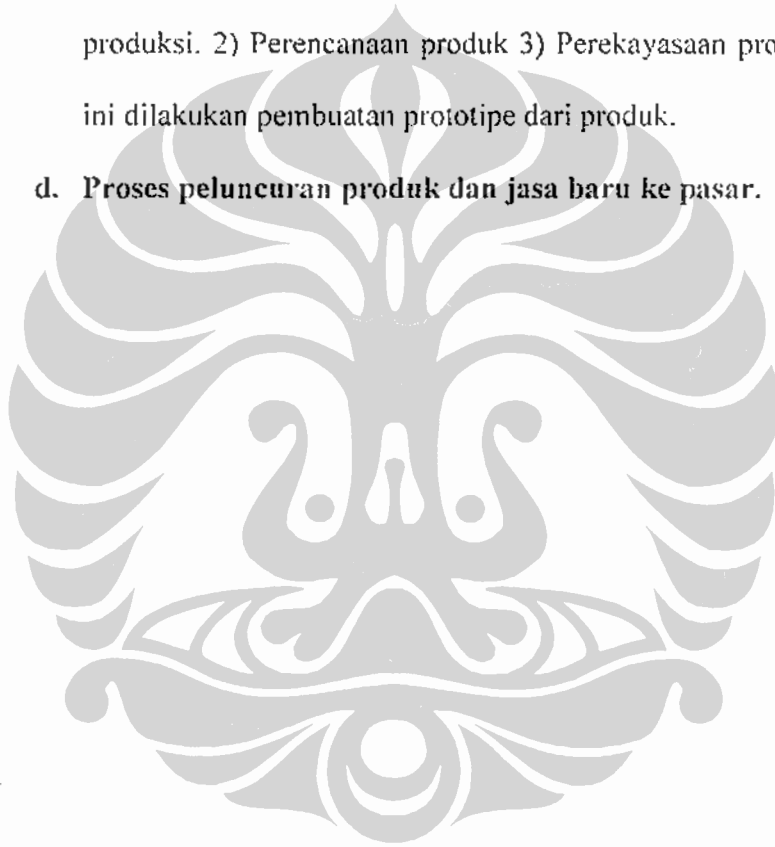 produksi. 2) Perencanaan produk 3) Perekayasaan pro
ini dilakukan pembuatan prototipe dari produk.
d. Proses peluncuran produk dan jasa baru ke pasar.